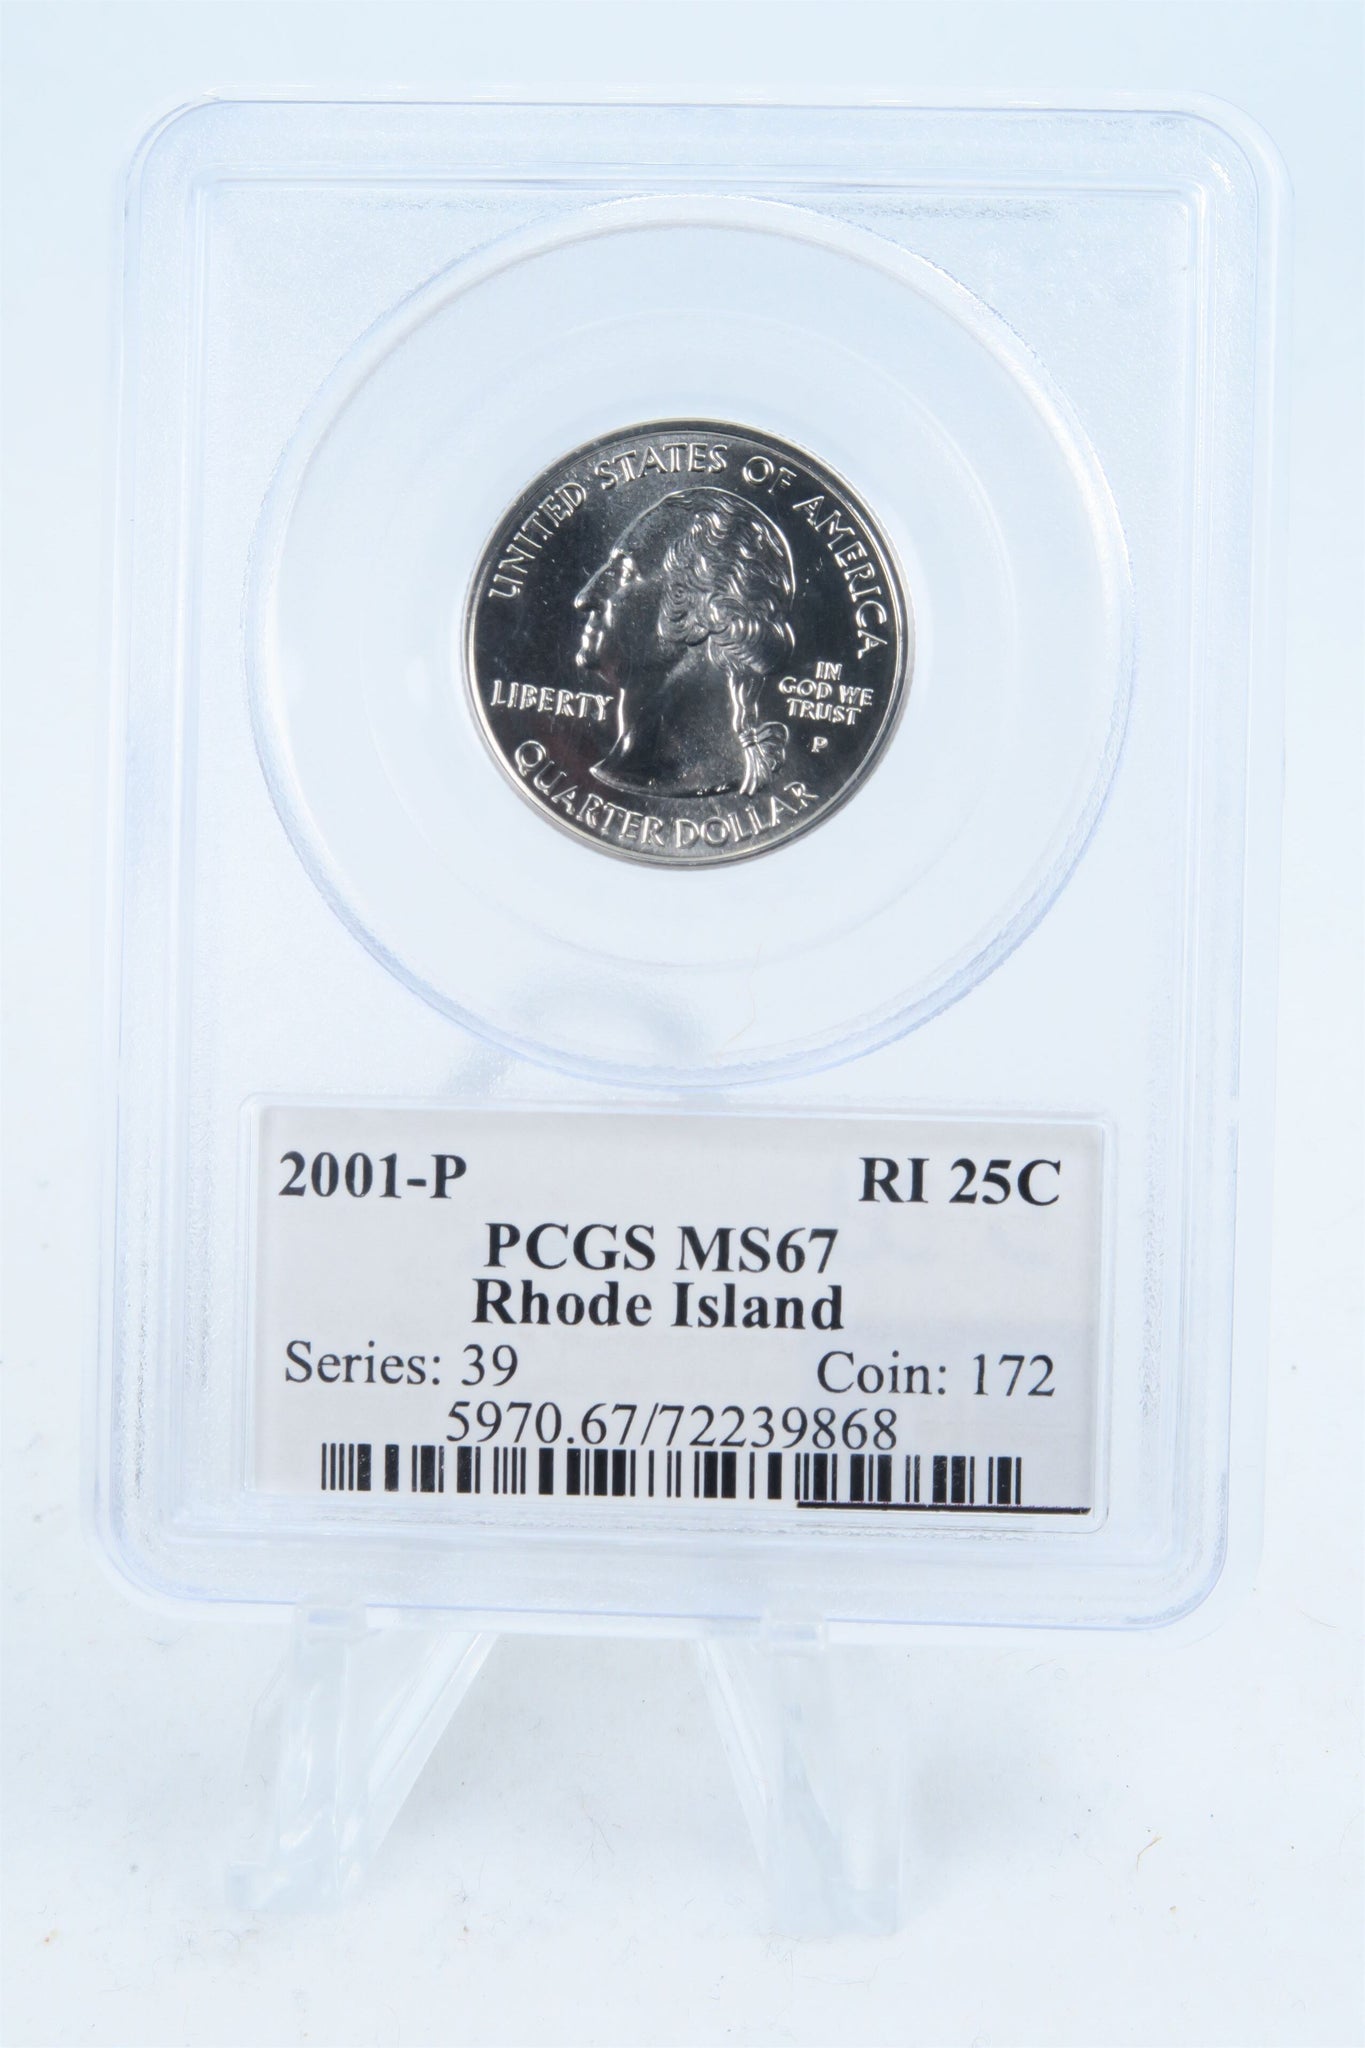 UNITED STATES OF AMERICA
LIBERTY
IN
GOD WE
TRUST
P
QUARTER DOLLAR
2001-P RI 25C
PCGS MS67
Rhode Island
Series: 39 Coin: 172
5970.67/72239868